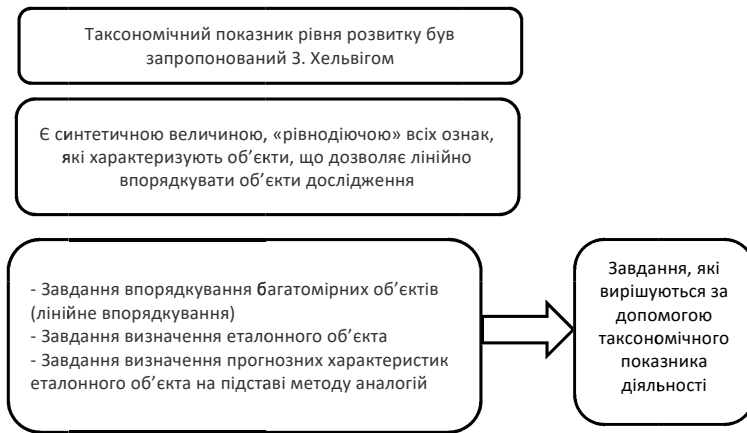 Таксономічний показник рівня розвитку був
запропонований З. Хельвігом
Є синтетичною величиною, «рівнодіючою» всіх ознак,
які характеризують об’єкти, що дозволяє лінійно
впорядкувати об’єкти дослідження
- Завдання впорядкування багатомірних об’єктів
(лінійне впорядкування)
- Завдання визначення еталонного об’єкта
- Завдання визначення прогнозних характеристик
еталонного об’єкта на підставі методу аналогій
Завдання, які
вирішуються за
допомогою
таксономічного
показника
діяльності